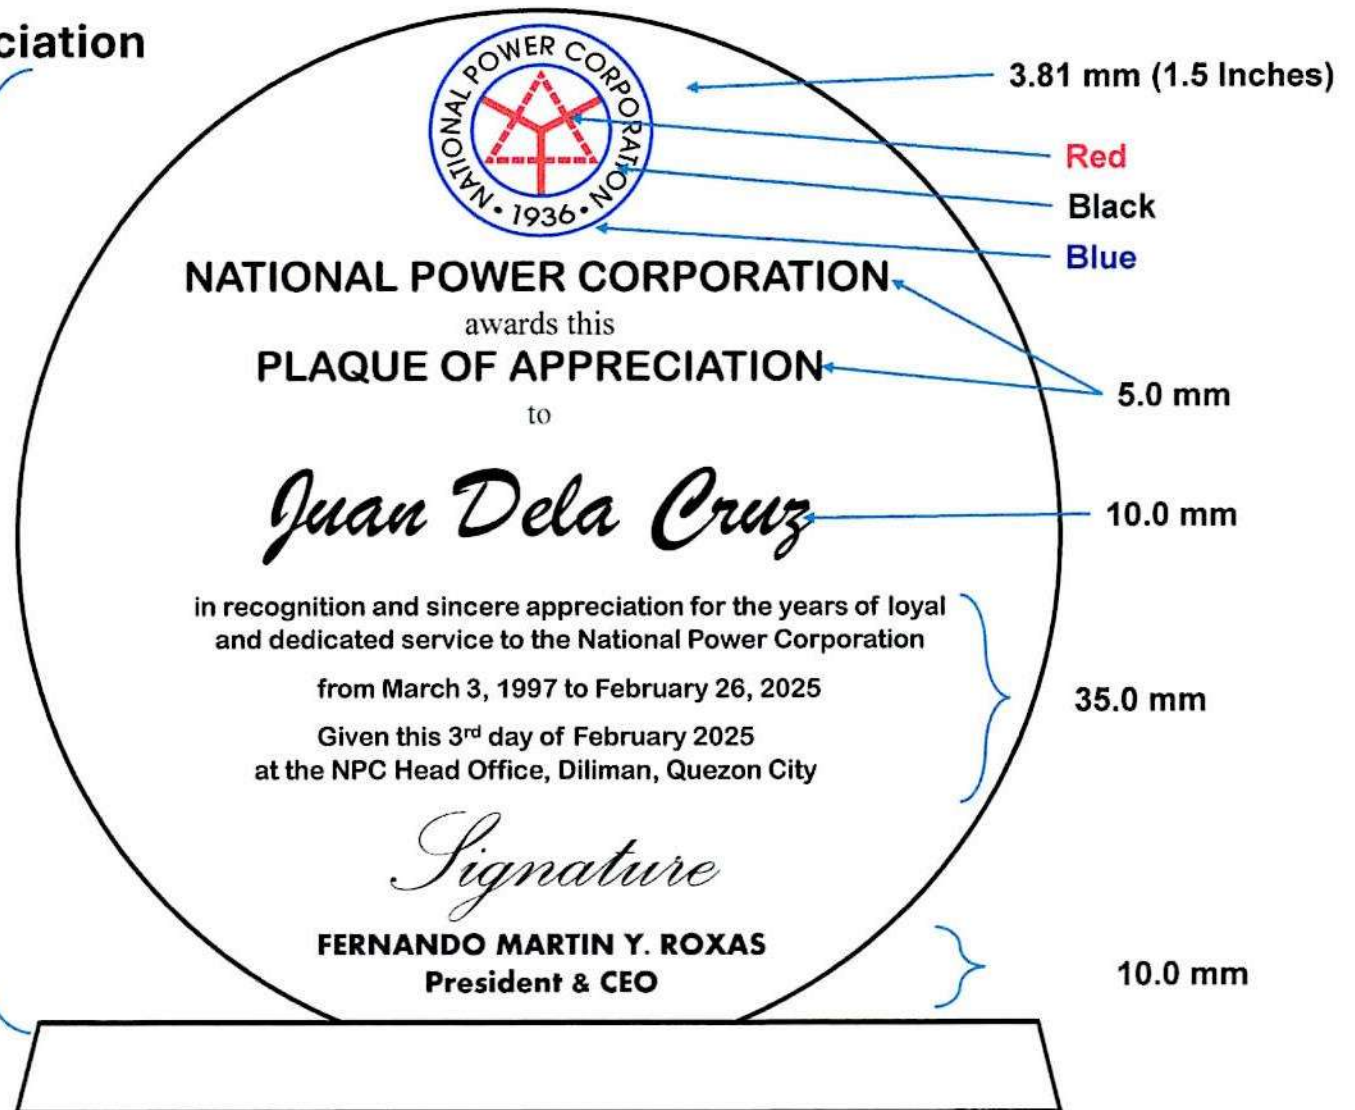 ciation
NATIONAL POWER CORPORATION
• 1936 •
3.81 mm (1.5 Inches)
Red
Black
Blue
NATIONAL POWER CORPORATION
awards this
PLAQUE OF APPRECIATION
5.0 mm
to
Juan Dela Cruz
10.0 mm
in recognition and sincere appreciation for the years of loyal
and dedicated service to the National Power Corporation
from March 3, 1997 to February 26, 2025
35.0 mm
Given this 3rd day of February 2025
at the NPC Head Office, Diliman, Quezon City
Signature
FERNANDO MARTIN Y. ROXAS
President & CEO
10.0 mm